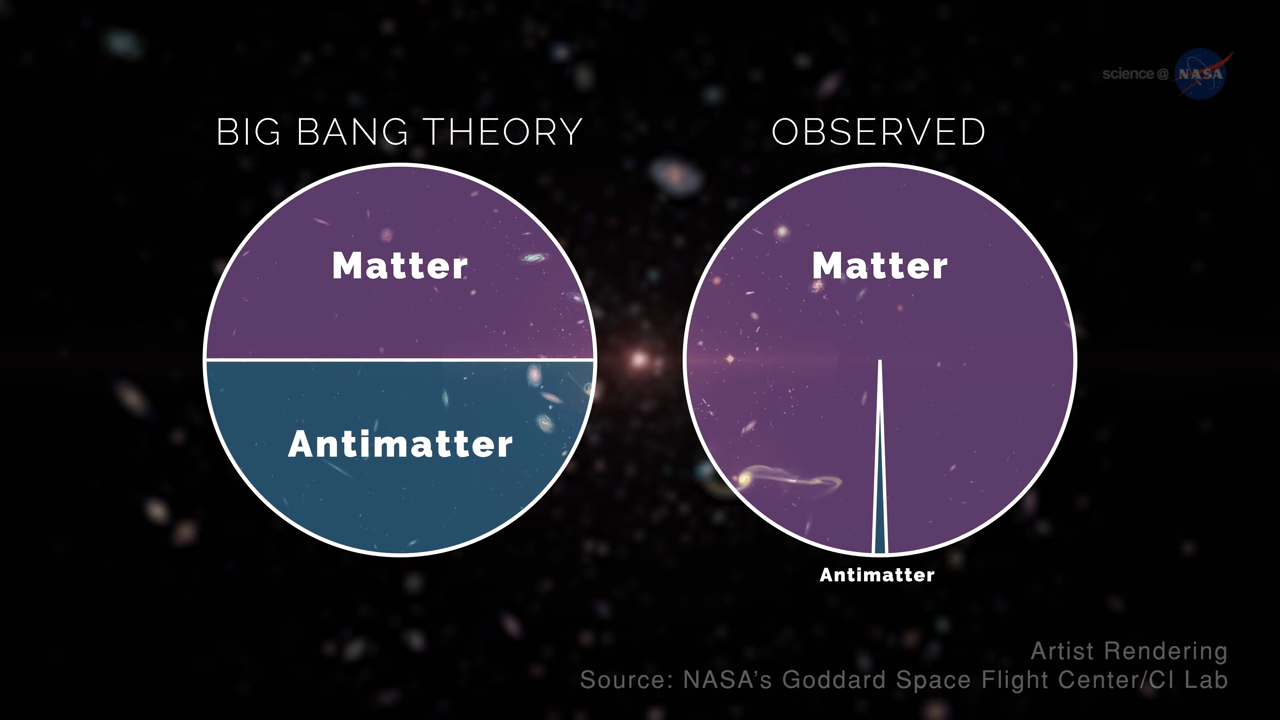 science @ NASA
BIG BANG THEORY
OBSERVED
Matter
Matter
Antimatter
Antimatter
Artist Rendering
Source: NASA’s Goddard Space Flight Center/CI Lab